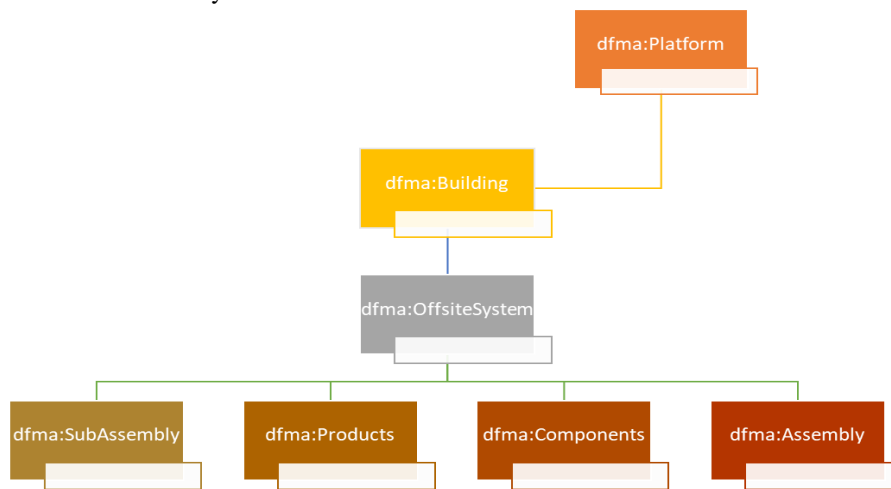 dfma:Platform
dfma:Building
dfma:OffsiteSystem
dfma:SubAssembly
dfma:Products
dfma:Components
dfma:Assembly